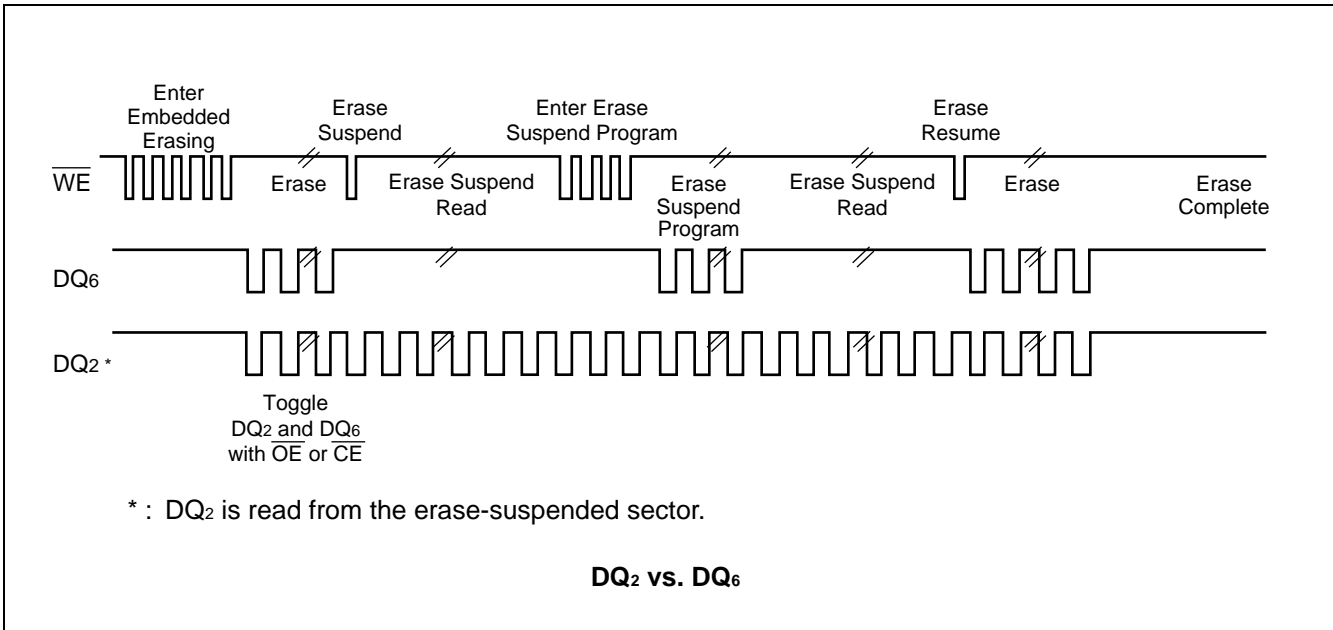 Enter
Embedded
Erasing
Erase
Suspend
Enter Erase
Suspend Program
Erase
Resume
WE
Erase
Erase Suspend
Read
Erase
Suspend
Program
Erase Suspend
Read
Erase
Erase
Complete
DQ6
DQ2 *
Toggle
DQ2 and DQ6
with OE or CE
* : DQ2 is read from the erase-suspended sector.
DQ2 vs. DQ6